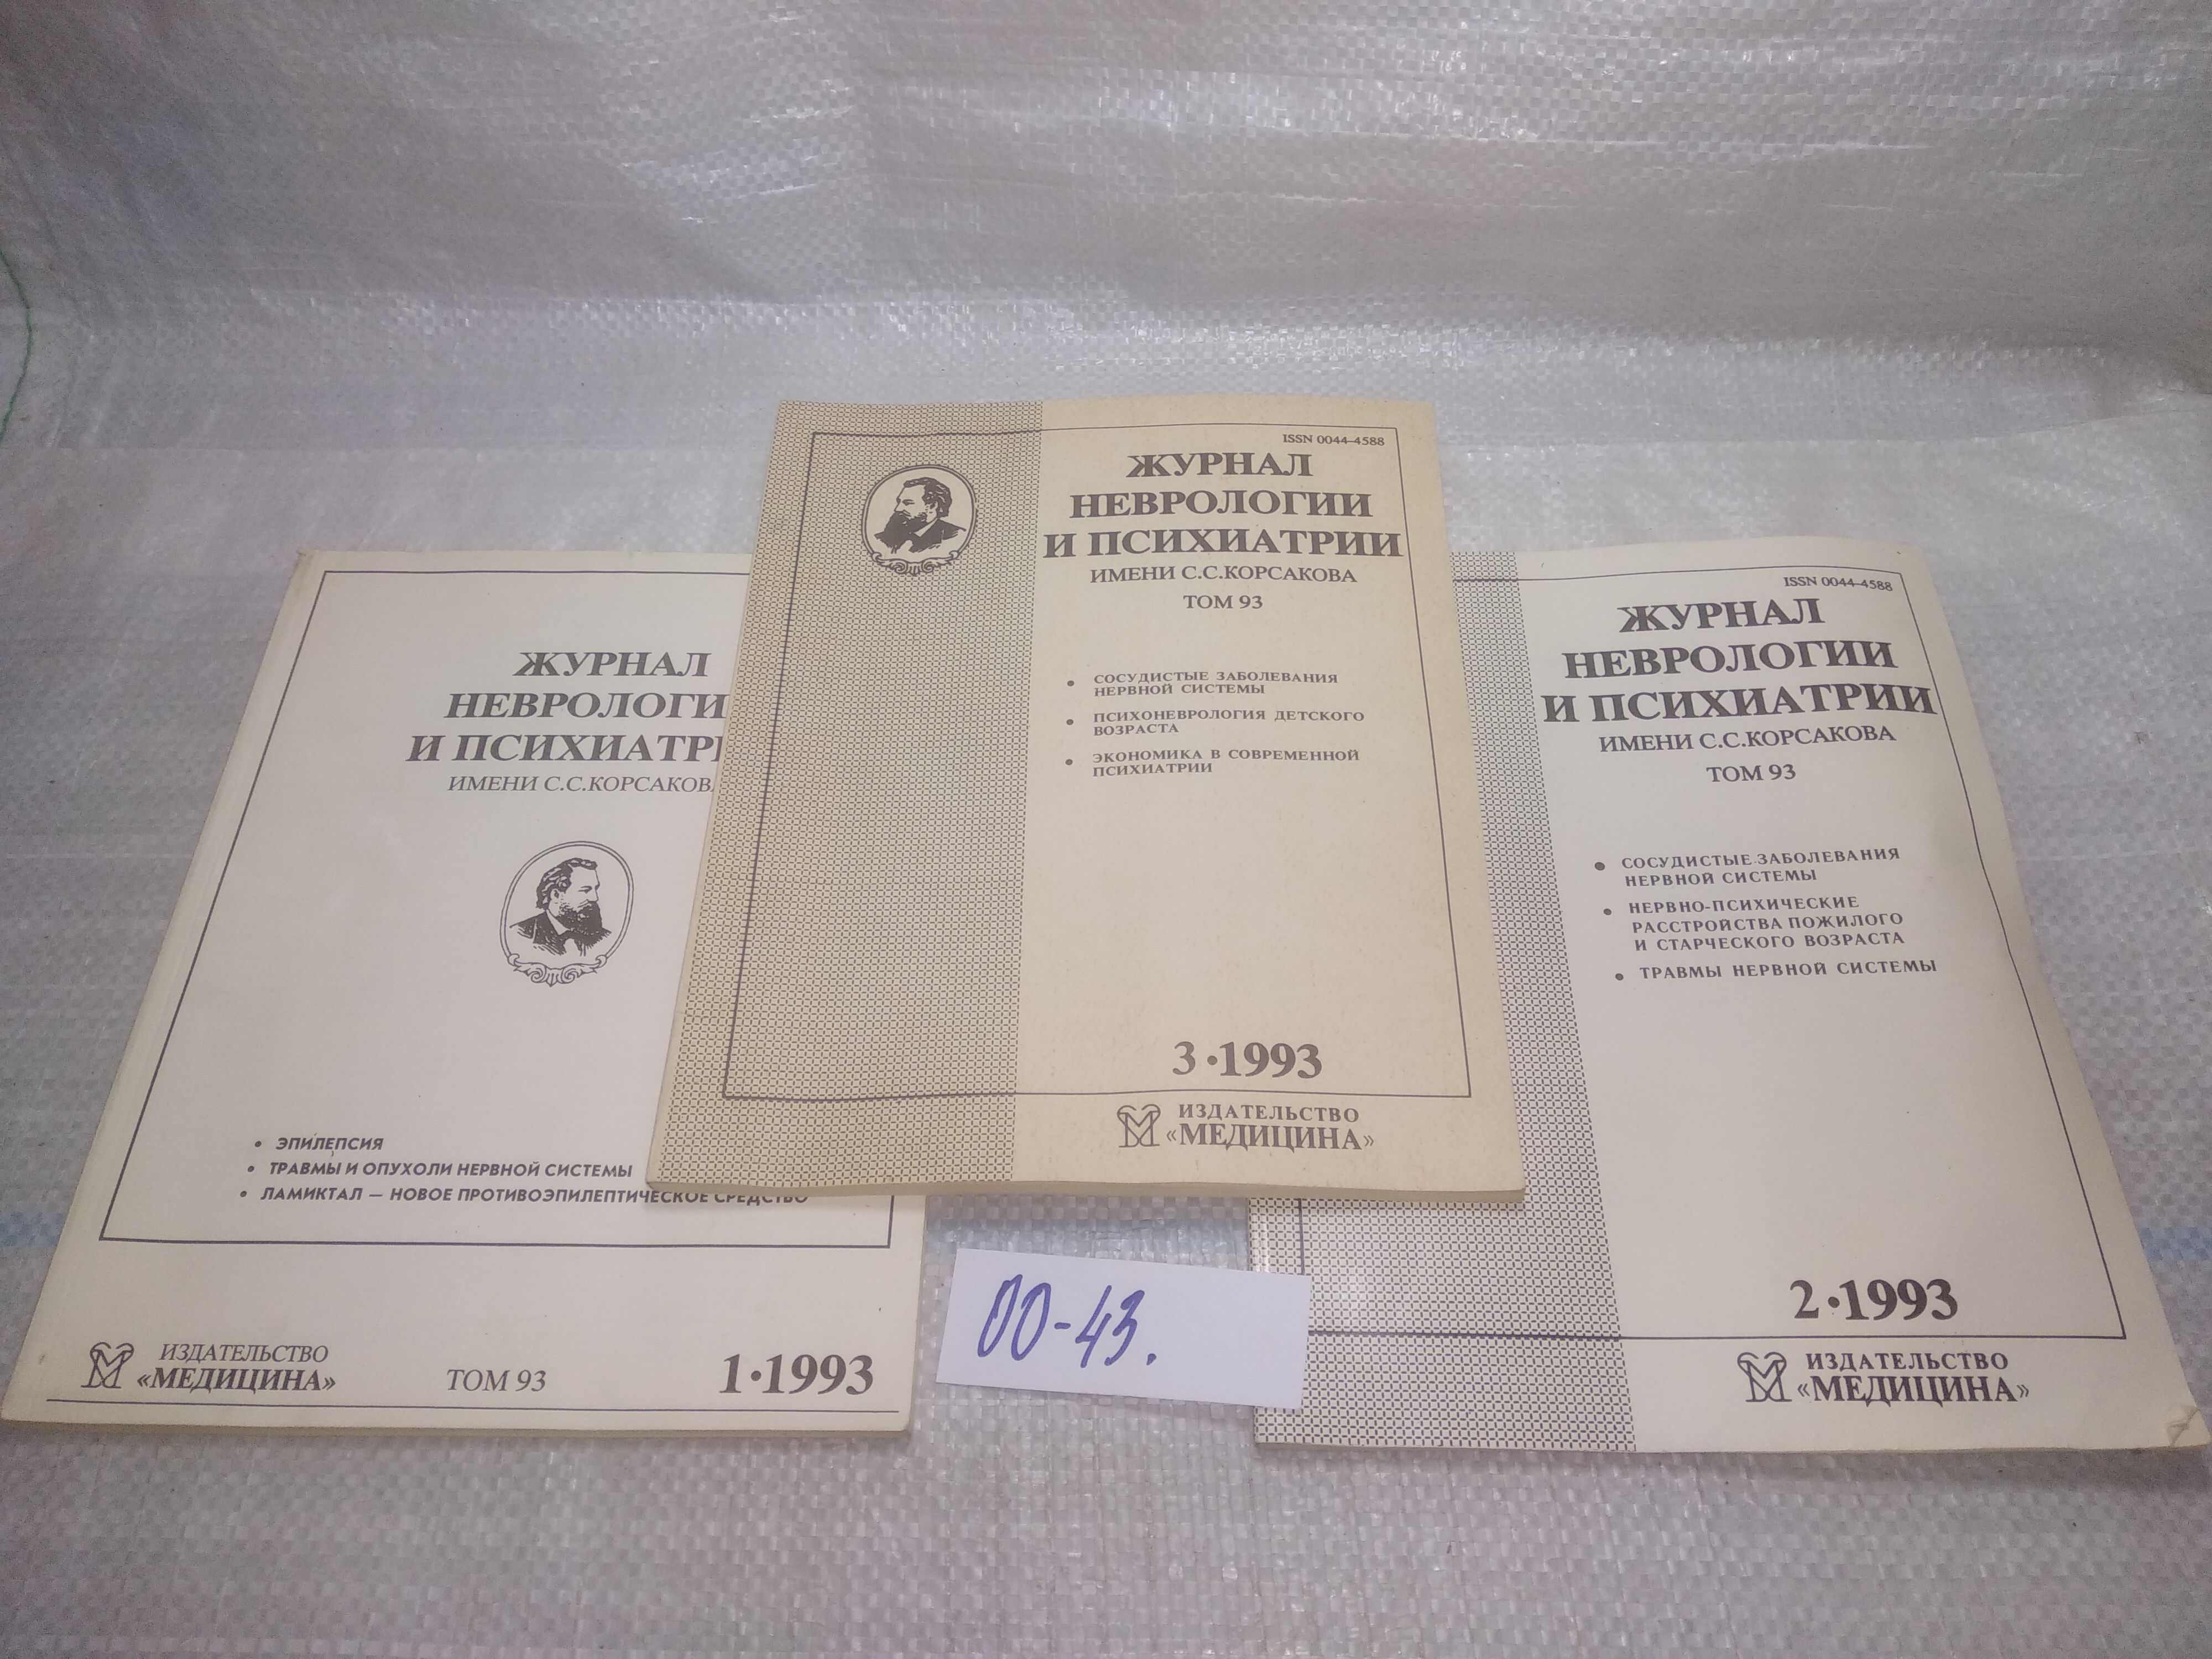 ЖУРНАЛ
НЕВРОЛОГИ
И ПСИХИАТР
ИМЕНИ С.С.КОРСАКОВ
• ЭПИЛЕПСИЯ
• ТРАВМЫ И ОПУХОЛИ НЕРВНОЙ СИСТЕМЫ
• ЛАМИКТАЛ — НОВОЕ ПРОТИВОЭПИЛЕПТИЧЕСКОЕ СРЕДСТВО
ИЗДАТЕЛЬСТВО
«МЕДИЦИНА»
ТОМ 93
1•1993
ISSN 0044-4588
ЖУРНАЛ
НЕВРОЛОГИИ
И ПСИХИАТРИИ
ИМЕНИ С.С.КОРСАКОВА
ТОМ 93
• СОСУДИСТЫЕ ЗАБОЛЕВАНИЯ
НЕРВНОЙ СИСТЕМЫ
• ПСИХОНЕВРОЛОГИЯ ДЕТСКОГО
ВОЗРАСТА
• ЭКОНОМИКА В СОВРЕМЕННОЙ
ПСИХИАТРИИ
3•1993
ИЗДАТЕЛЬСТВО
«МЕДИЦИНА»
ISSN 0044-4588
ЖУРНАЛ
НЕВРОЛОГИИ
И ПСИХИАТРИИ
ИМЕНИ С.С.КОРСАКОВА
ТОМ 93
• СОСУДИСТЫЕ ЗАБОЛЕВАНИЯ
НЕРВНОЙ СИСТЕМЫ
• НЕРВНО-ПСИХИЧЕСКИЕ
РАССТРОЙСТВА ПОЖИЛОГО
И СТАРЧЕСКОГО ВОЗРАСТА
• ТРАВМЫ НЕРВНОЙ СИСТЕМЫ
2•1993
ИЗДАТЕЛЬСТВО
«МЕДИЦИНА»
00-43.